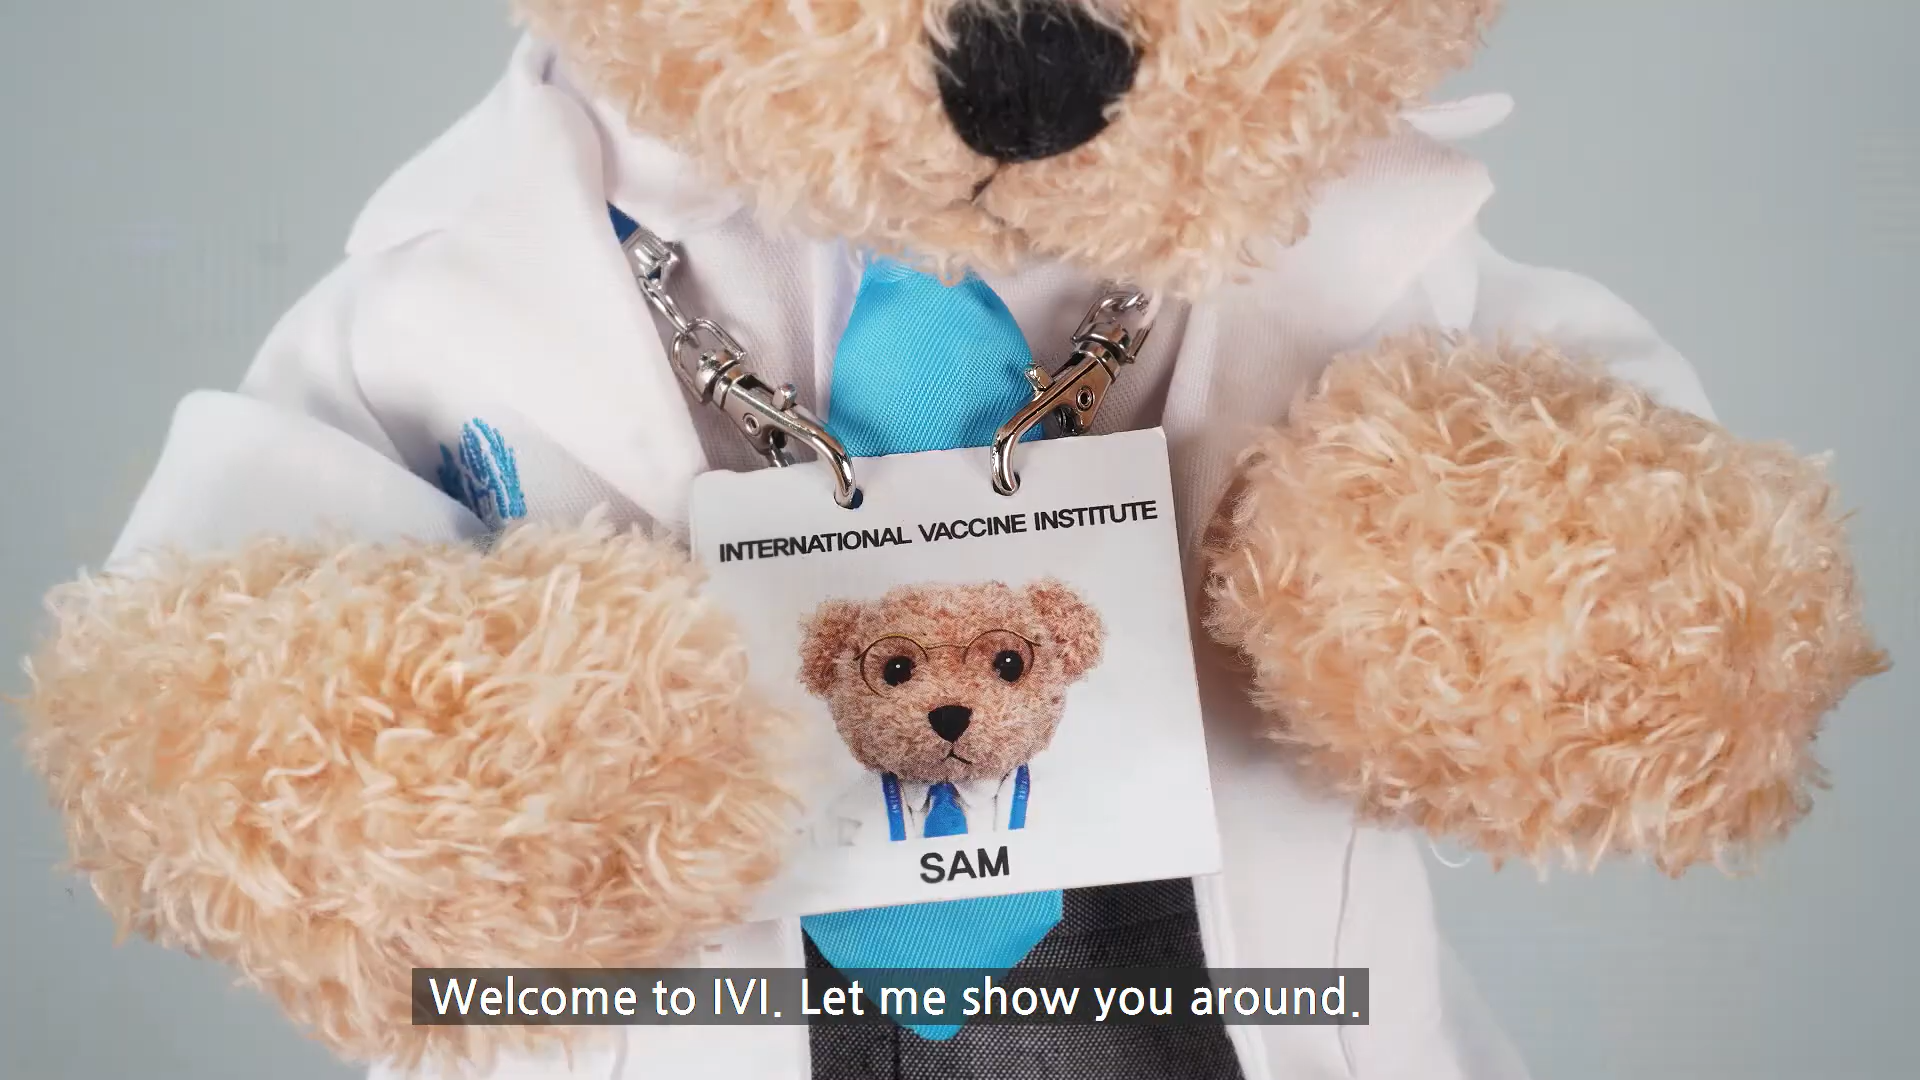 INTERNATIONAL VACCINE INSTITUTE
SAM
Welcome to IVI. Let me show you around.